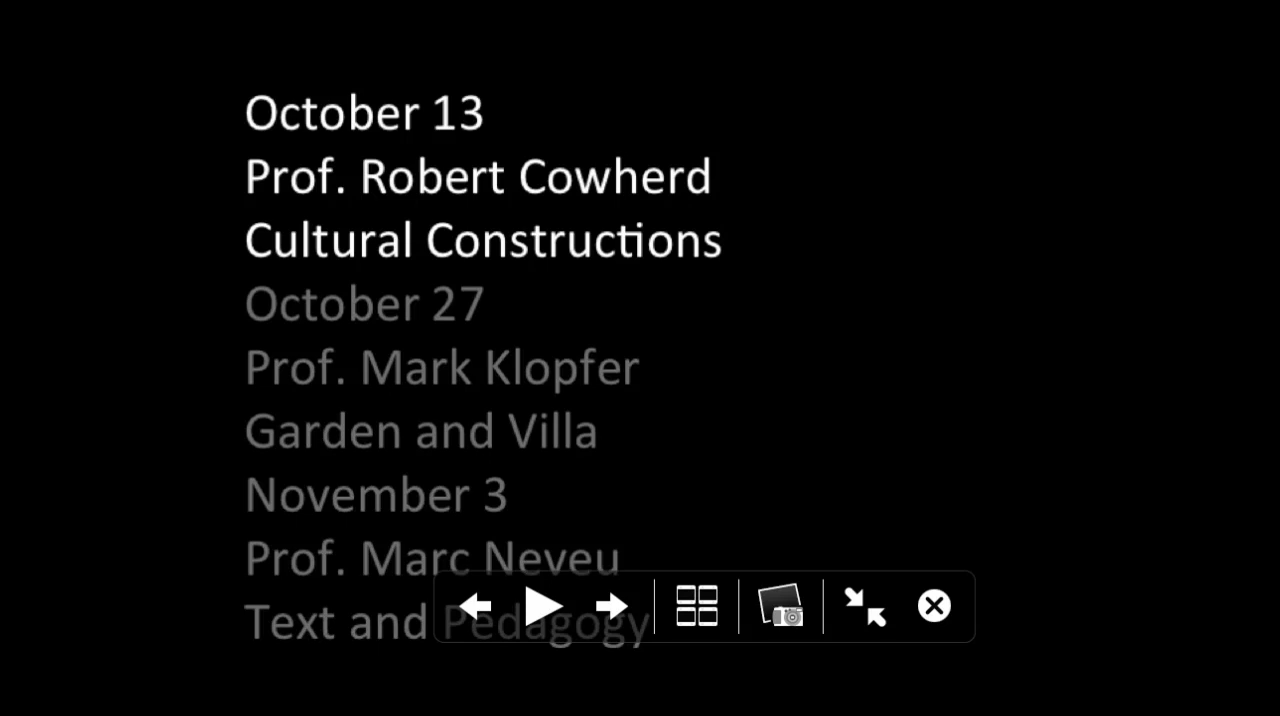 October 13
Prof. Robert Cowherd
Cultural Constructions
October 27
Prof. Mark Klopfer
Garden and Villa
November 3
Prof. Marc Neveu
Text and Pedagogy